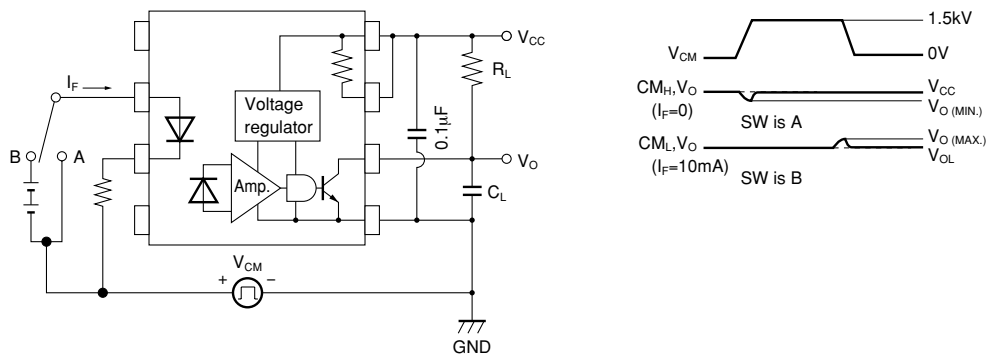 I_F
B
A
Voltage
regulator
Amp.
0.1µF
V_CC
R_L
V_O
C_L
V_CM
+
−
GND
V_CM
1.5kV
0V
CM_H,V_O
(I_F=0)
V_CC
V_O (MIN.)
SW is A
CM_L,V_O
(I_F=10mA)
V_O (MAX.)
V_OL
SW is B